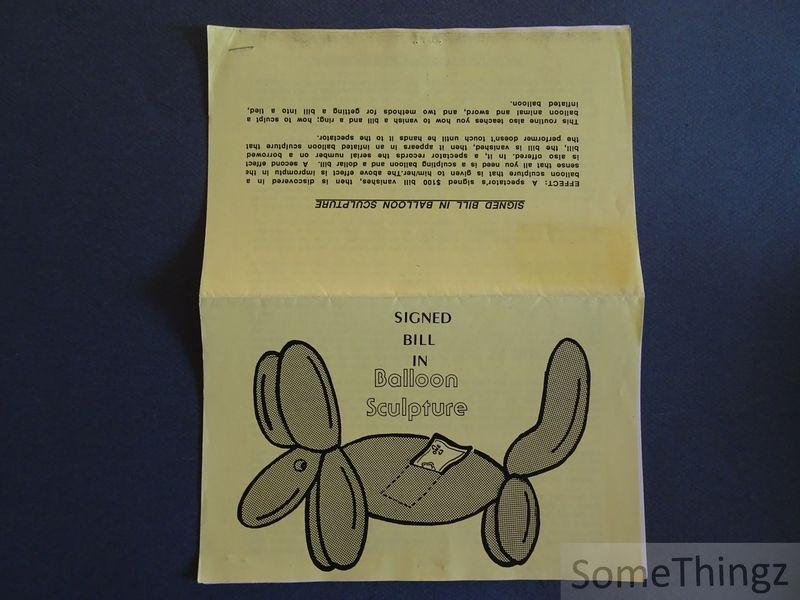 SIGNED
BILL
IN
Balloon
Sculpture
SIGNED BILL IN BALLOON SCULPTURE
EFFECT: A spectator's signed $100 bill vanishes, then is discovered in a
balloon sculpture that is given to him/her.The above effect is impromptu in the
sense that all you need is a sculpting balloon and a dollar bill. A second effect
is also offered. In it, a spectator records the serial number on a borrowed
bill, the bill is vanished, then it appears in an inflated balloon sculpture that
the performer doesn't touch until he hands it to the spectator.
This routine also teaches you how to vanish a bill and a ring; how to sculpt a
balloon animal and sword, and two methods for getting a bill into a tied,
inflated balloon.
SomeThingz